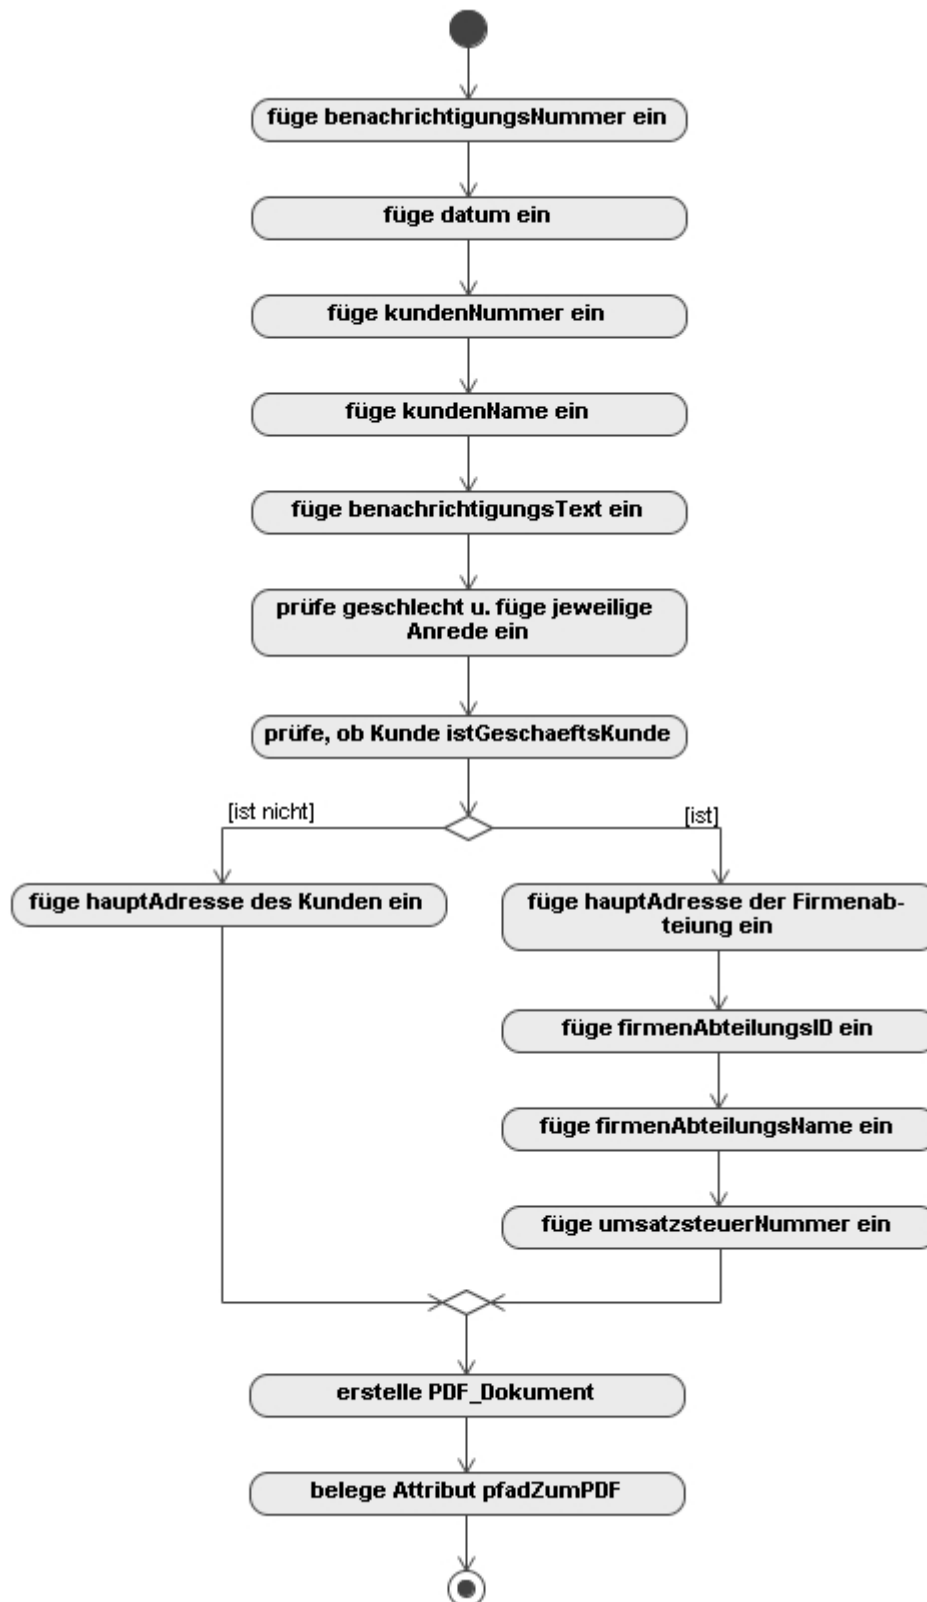 füge benachrichtigungsNummer ein
füge datum ein
füge kundenNummer ein
füge kundenName ein
füge benachrichtigungsText ein
prüfe geschlecht u. füge jeweilige
Anrede ein
prüfe, ob Kunde istGeschaeftsKunde
[ist nicht]
[ist]
füge hauptAdresse des Kunden ein
füge hauptAdresse der Firmenab-
teiung ein
füge firmenAbteilungsID ein
füge firmenAbteilungsName ein
füge umsatzsteuerNummer ein
erstelle PDF_Dokument
belege Attribut pfadZumPDF